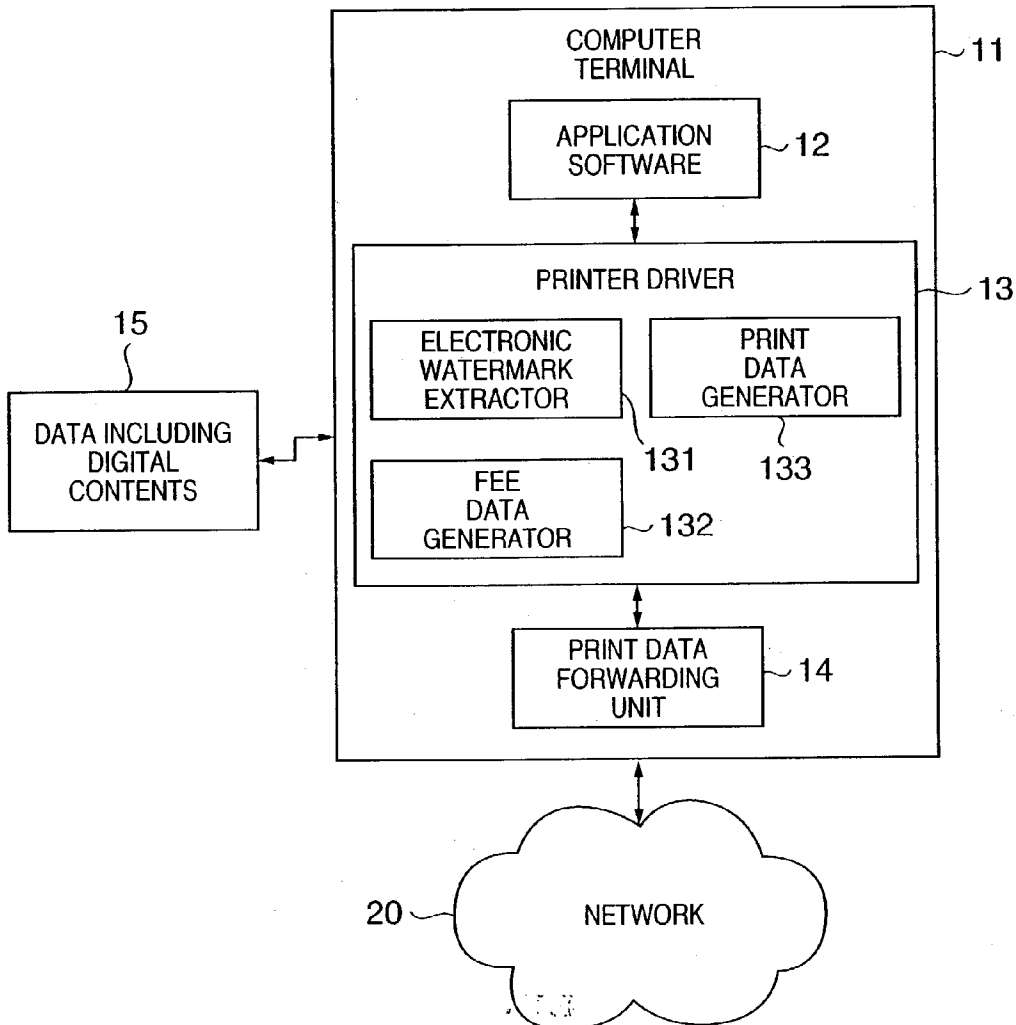 COMPUTER
TERMINAL
11
APPLICATION
SOFTWARE
12
PRINTER DRIVER
13
ELECTRONIC
WATERMARK
EXTRACTOR
131
PRINT
DATA
GENERATOR
133
FEE
DATA
GENERATOR
132
15
DATA INCLUDING
DIGITAL
CONTENTS
PRINT DATA
FORWARDING
UNIT
14
20
NETWORK